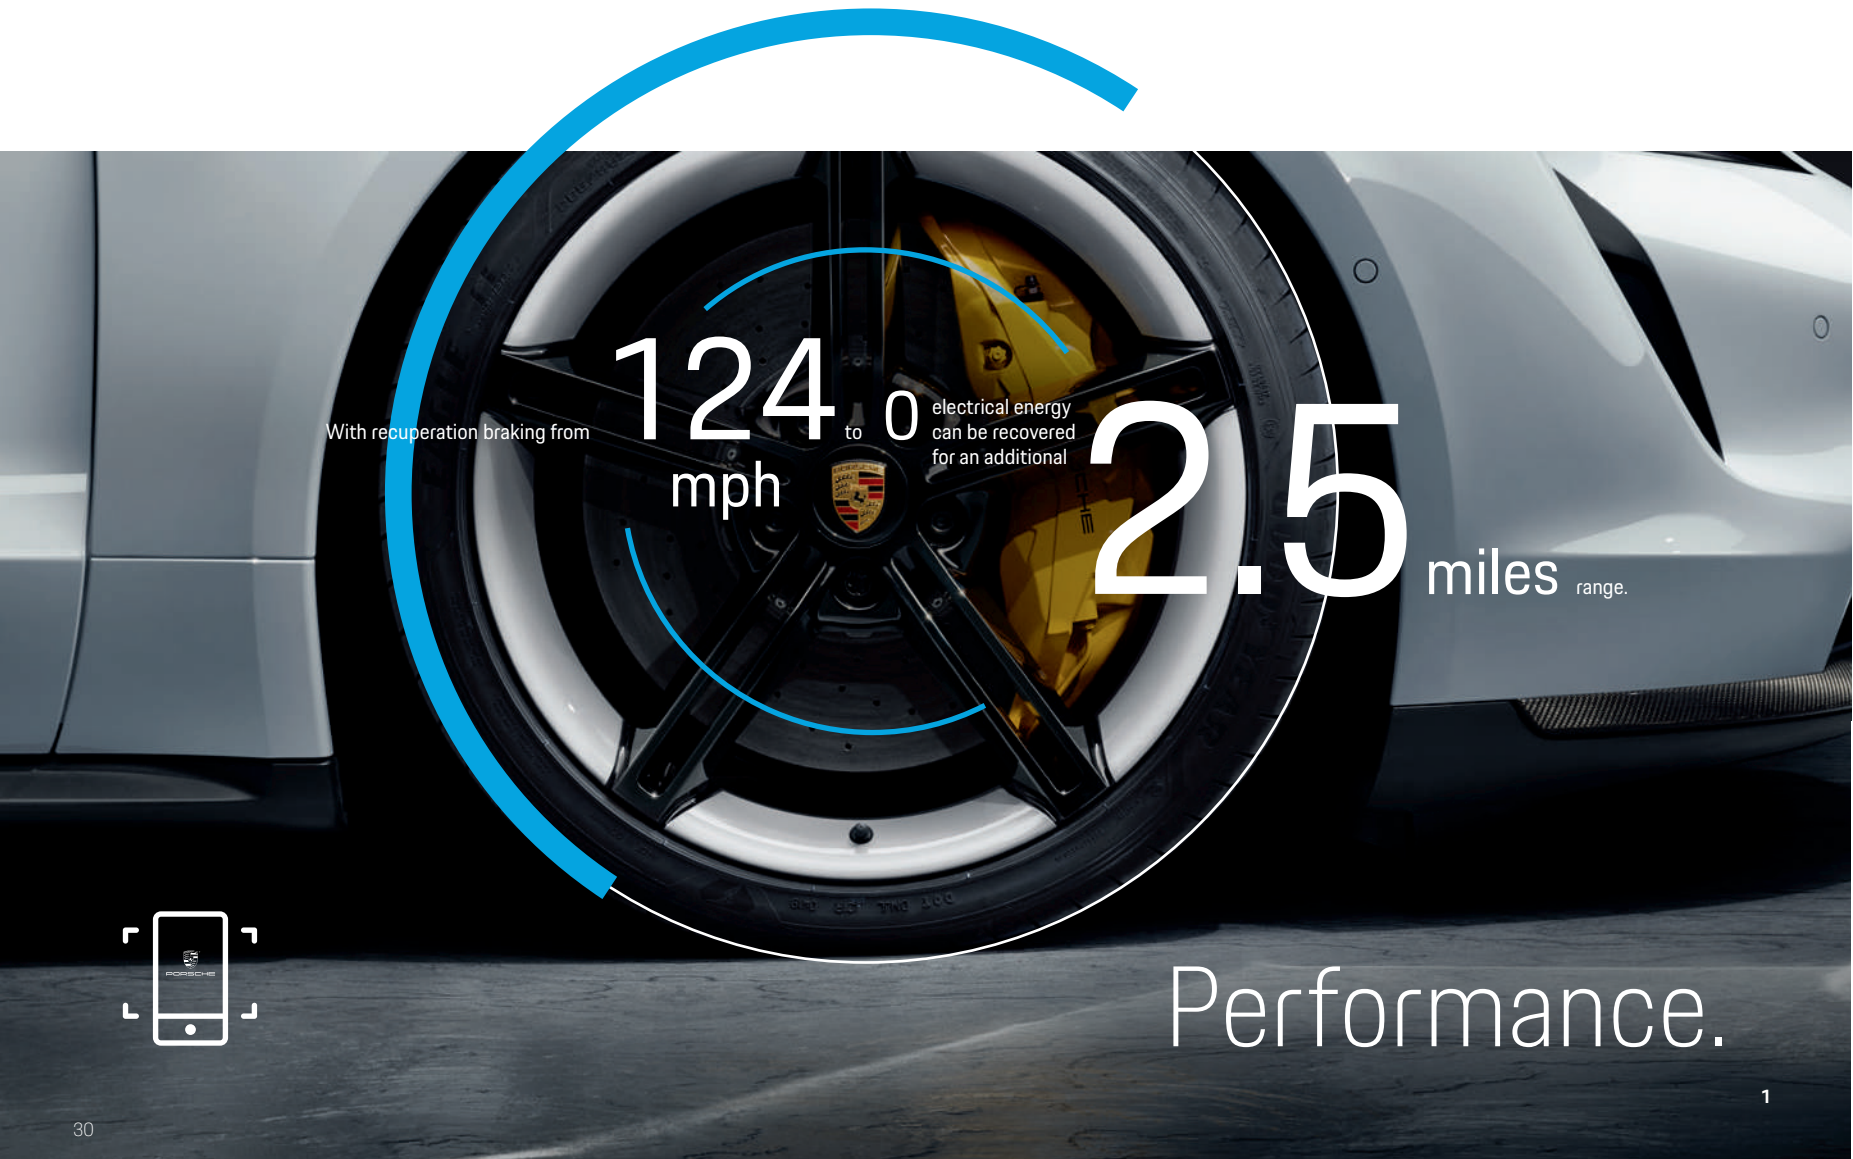 With recuperation braking from
124
to
0
mph
electrical energy
can be recovered
for an additional
2.5
miles
range.
PORSCHE
Performance.
1
30